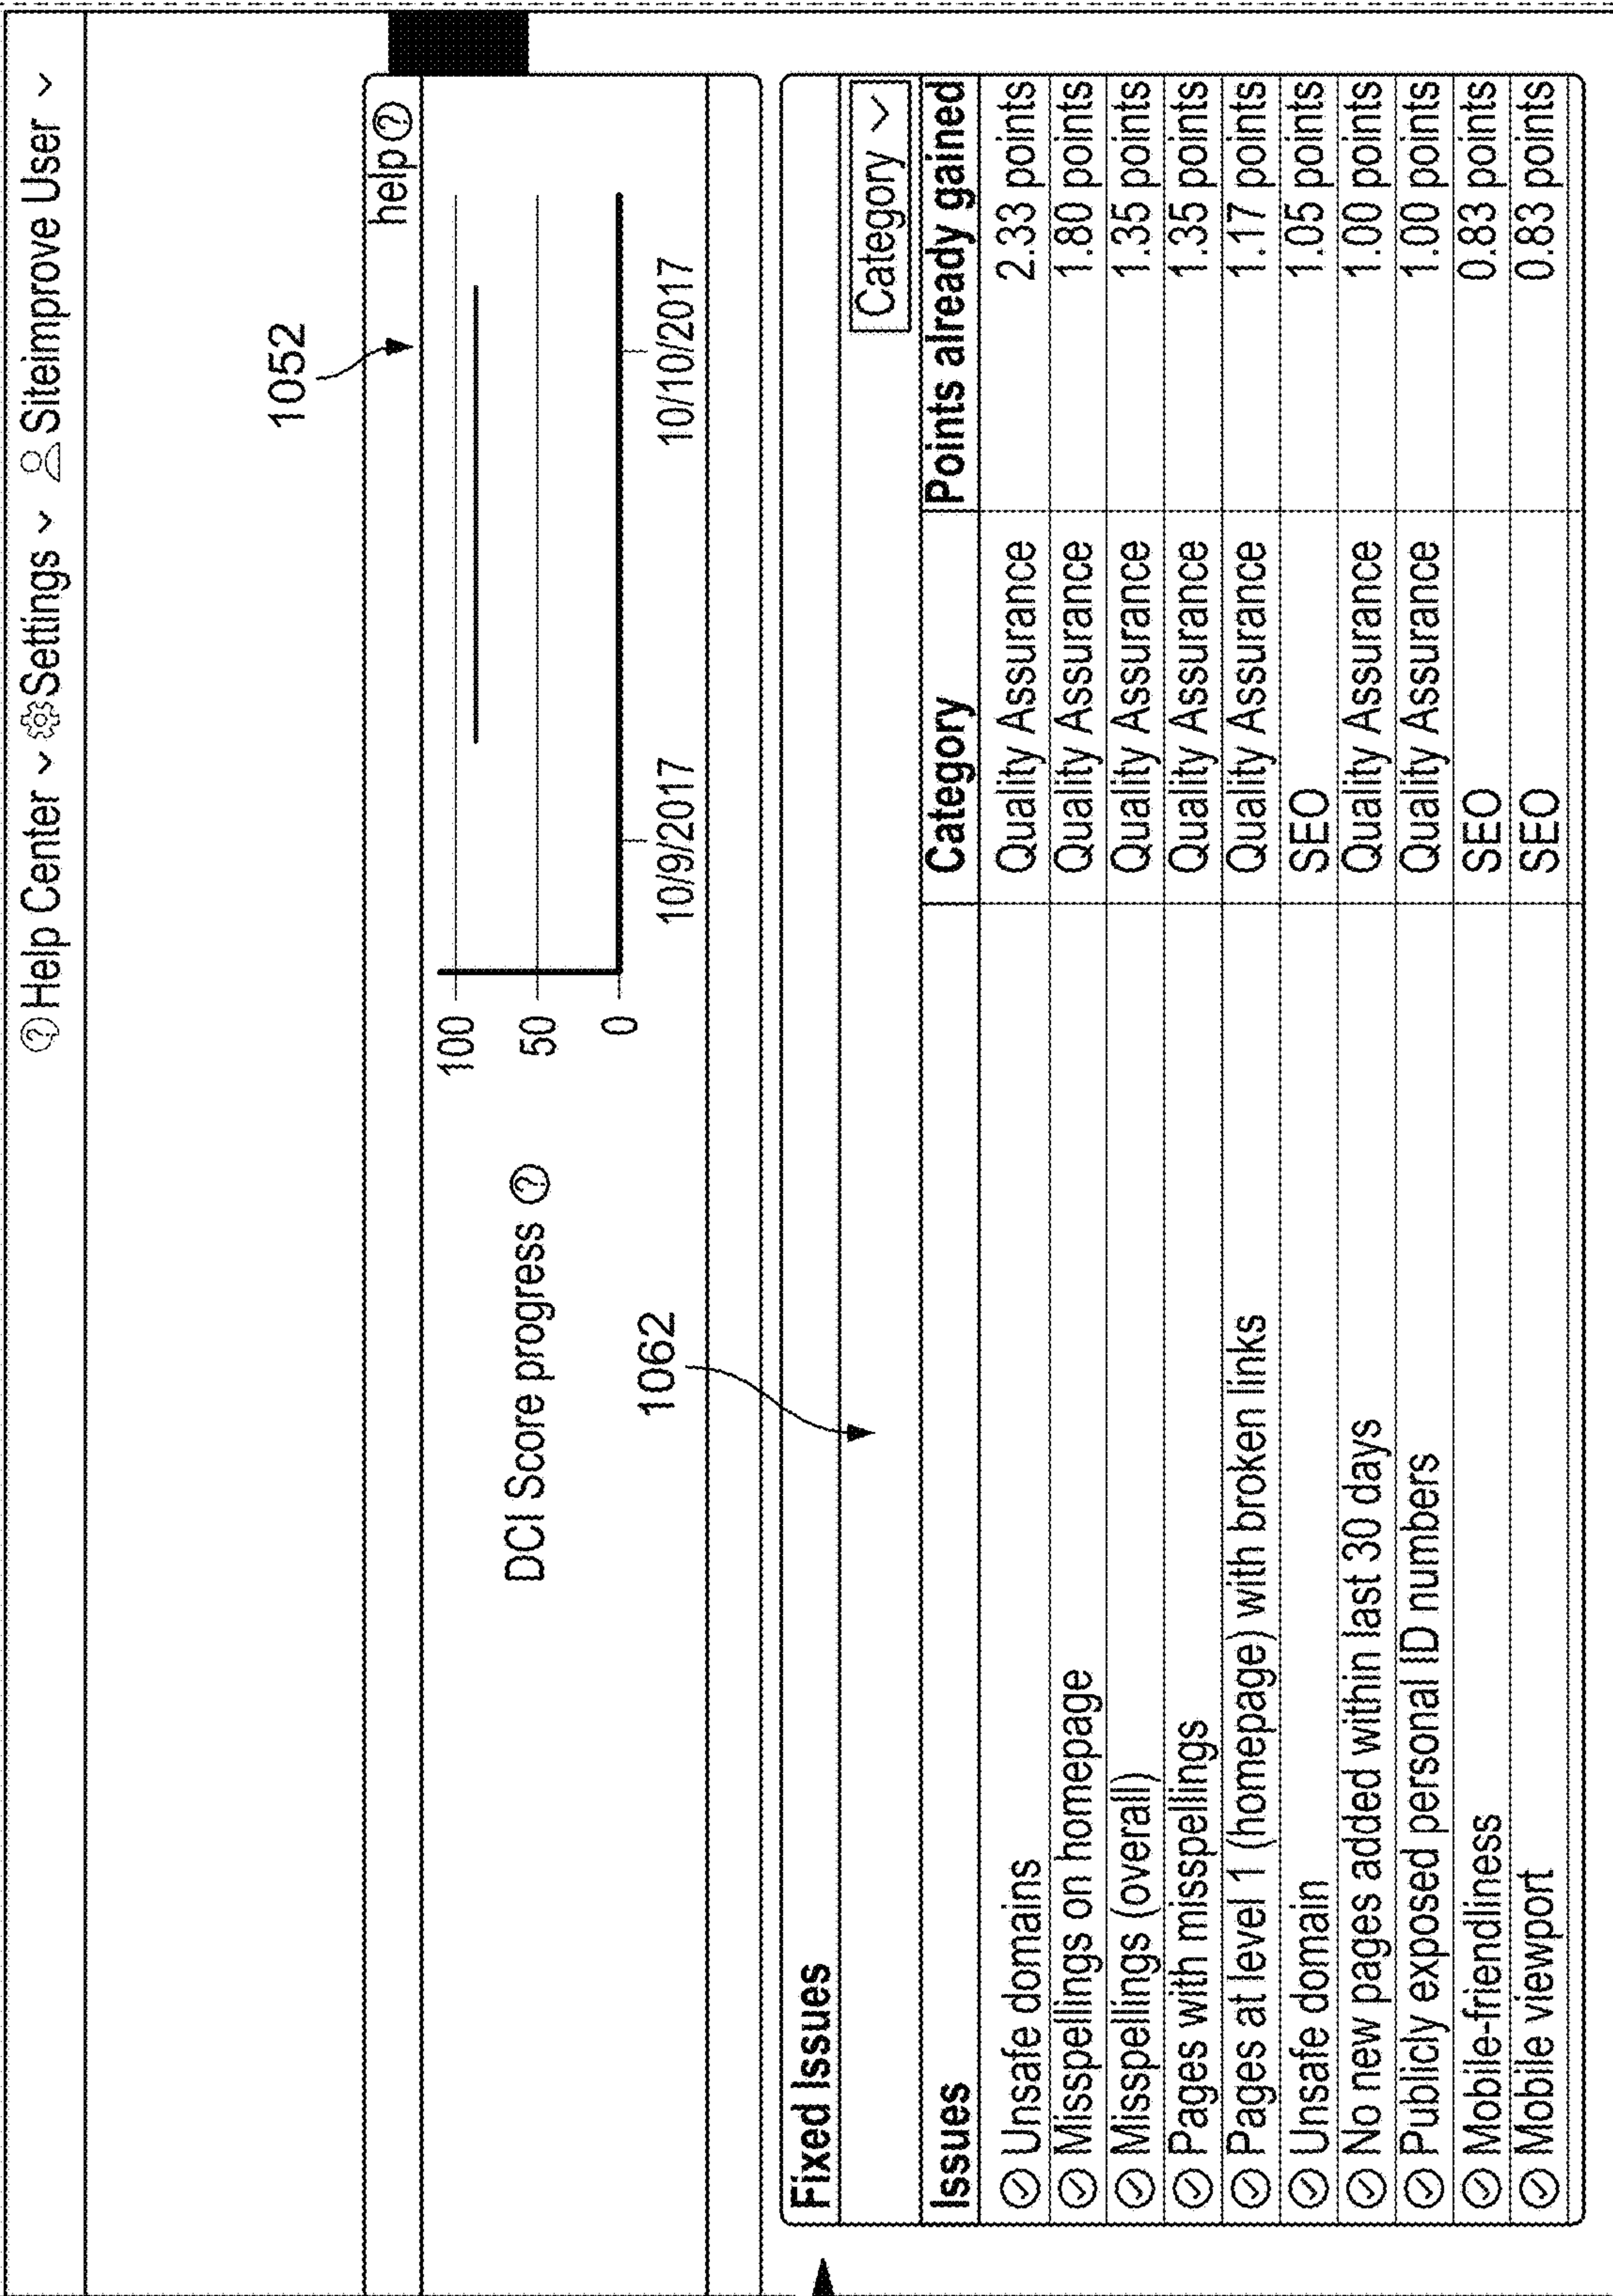 Help Center Settings Siteimprove User
1052
help
100
50
0
10/9/2017 10/10/2017
DCI Score progress
1062
Fixed Issues
Category
Issues Category Points already gained
Unsafe domains Quality Assurance 2.33 points
Misspellings on homepage Quality Assurance 1.80 points
Misspellings (overall) Quality Assurance 1.35 points
Pages with misspellings Quality Assurance 1.35 points
Pages at level 1 (homepage) with broken links Quality Assurance 1.17 points
Unsafe domain SEO 1.05 points
No new pages added within last 30 days Quality Assurance 1.00 points
Publicly exposed personal ID numbers Quality Assurance 1.00 points
Mobile-friendliness SEO 0.83 points
Mobile viewport SEO 0.83 points